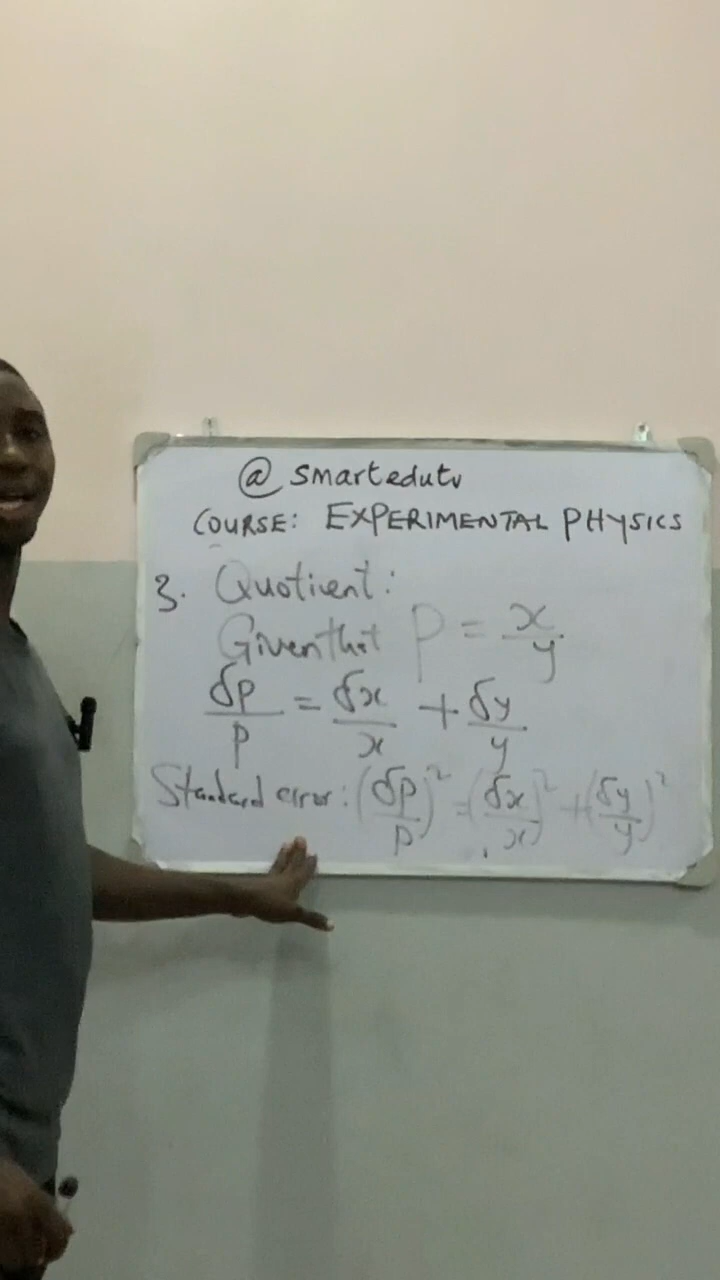 @ smartedutv
COURSE: EXPERIMENTAL PHYSICS
3. Quotient:
Given that P = x/y
δp/p = δx/x + δy/y
Standard error: (δp/p)² = (δx/x)² + (δy/y)²